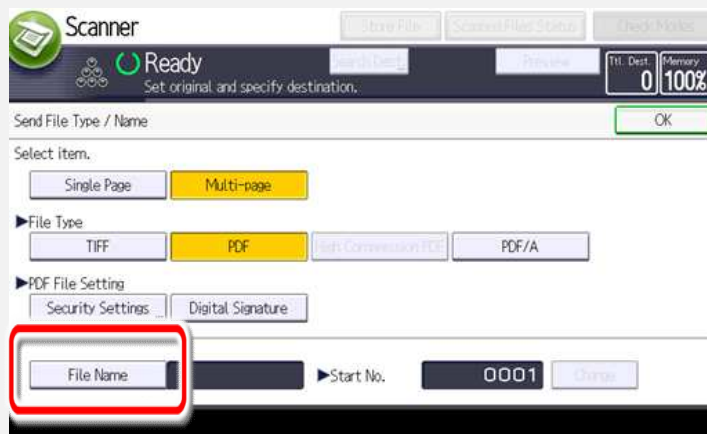 Scanner Store File Scanned Files Status Check Modes
Ready Search Dest. Preview Ttl. Dest. Memory
Set original and specify destination. 0 100%
Send File Type / Name OK
Select item.
Single Page Multi-page
►File Type
TIFF PDF High Compression PDF PDF/A
►PDF File Setting
Security Settings Digital Signature
File Name ►Start No. 0001 Change